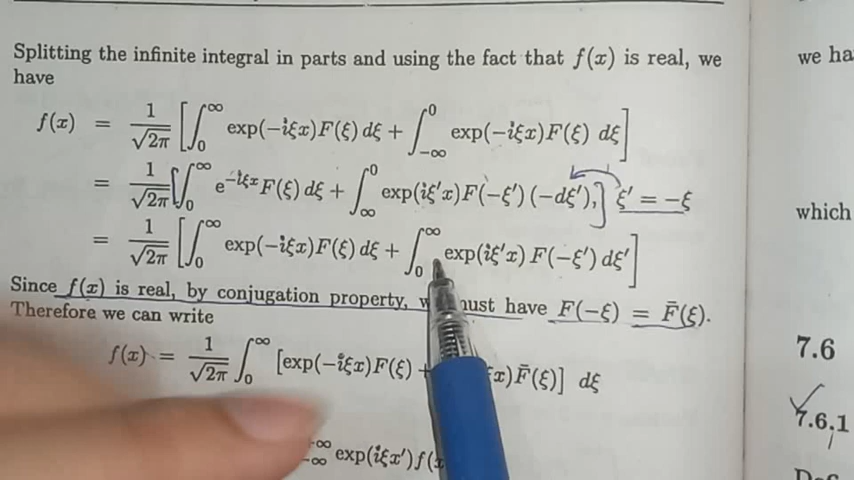 Splitting the infinite integral in parts and using the fact that f(x) is real, we
have
f(x) = 1/√2π [∫_0^∞ exp(−iξx)F(ξ) dξ + ∫_{−∞}^0 exp(−iξx)F(ξ) dξ]
= 1/√2π [∫_0^∞ e^{−iξx} F(ξ) dξ + ∫_∞^0 exp(iξ′x)F(−ξ′)(−dξ′),] ξ′ = −ξ
= 1/√2π [∫_0^∞ exp(−iξx)F(ξ) dξ + ∫_0^∞ exp(iξ′x) F(−ξ′) dξ′]
Since f(x) is real, by conjugation property, must have F(−ξ) = F̄(ξ).
Therefore we can write
f(x) = 1/√2π ∫_0^∞ [exp(−iξx)F(ξ) + x)F̄(ξ)] dξ
exp(iξx′)f(
we ha
which
7.6
7.6.1